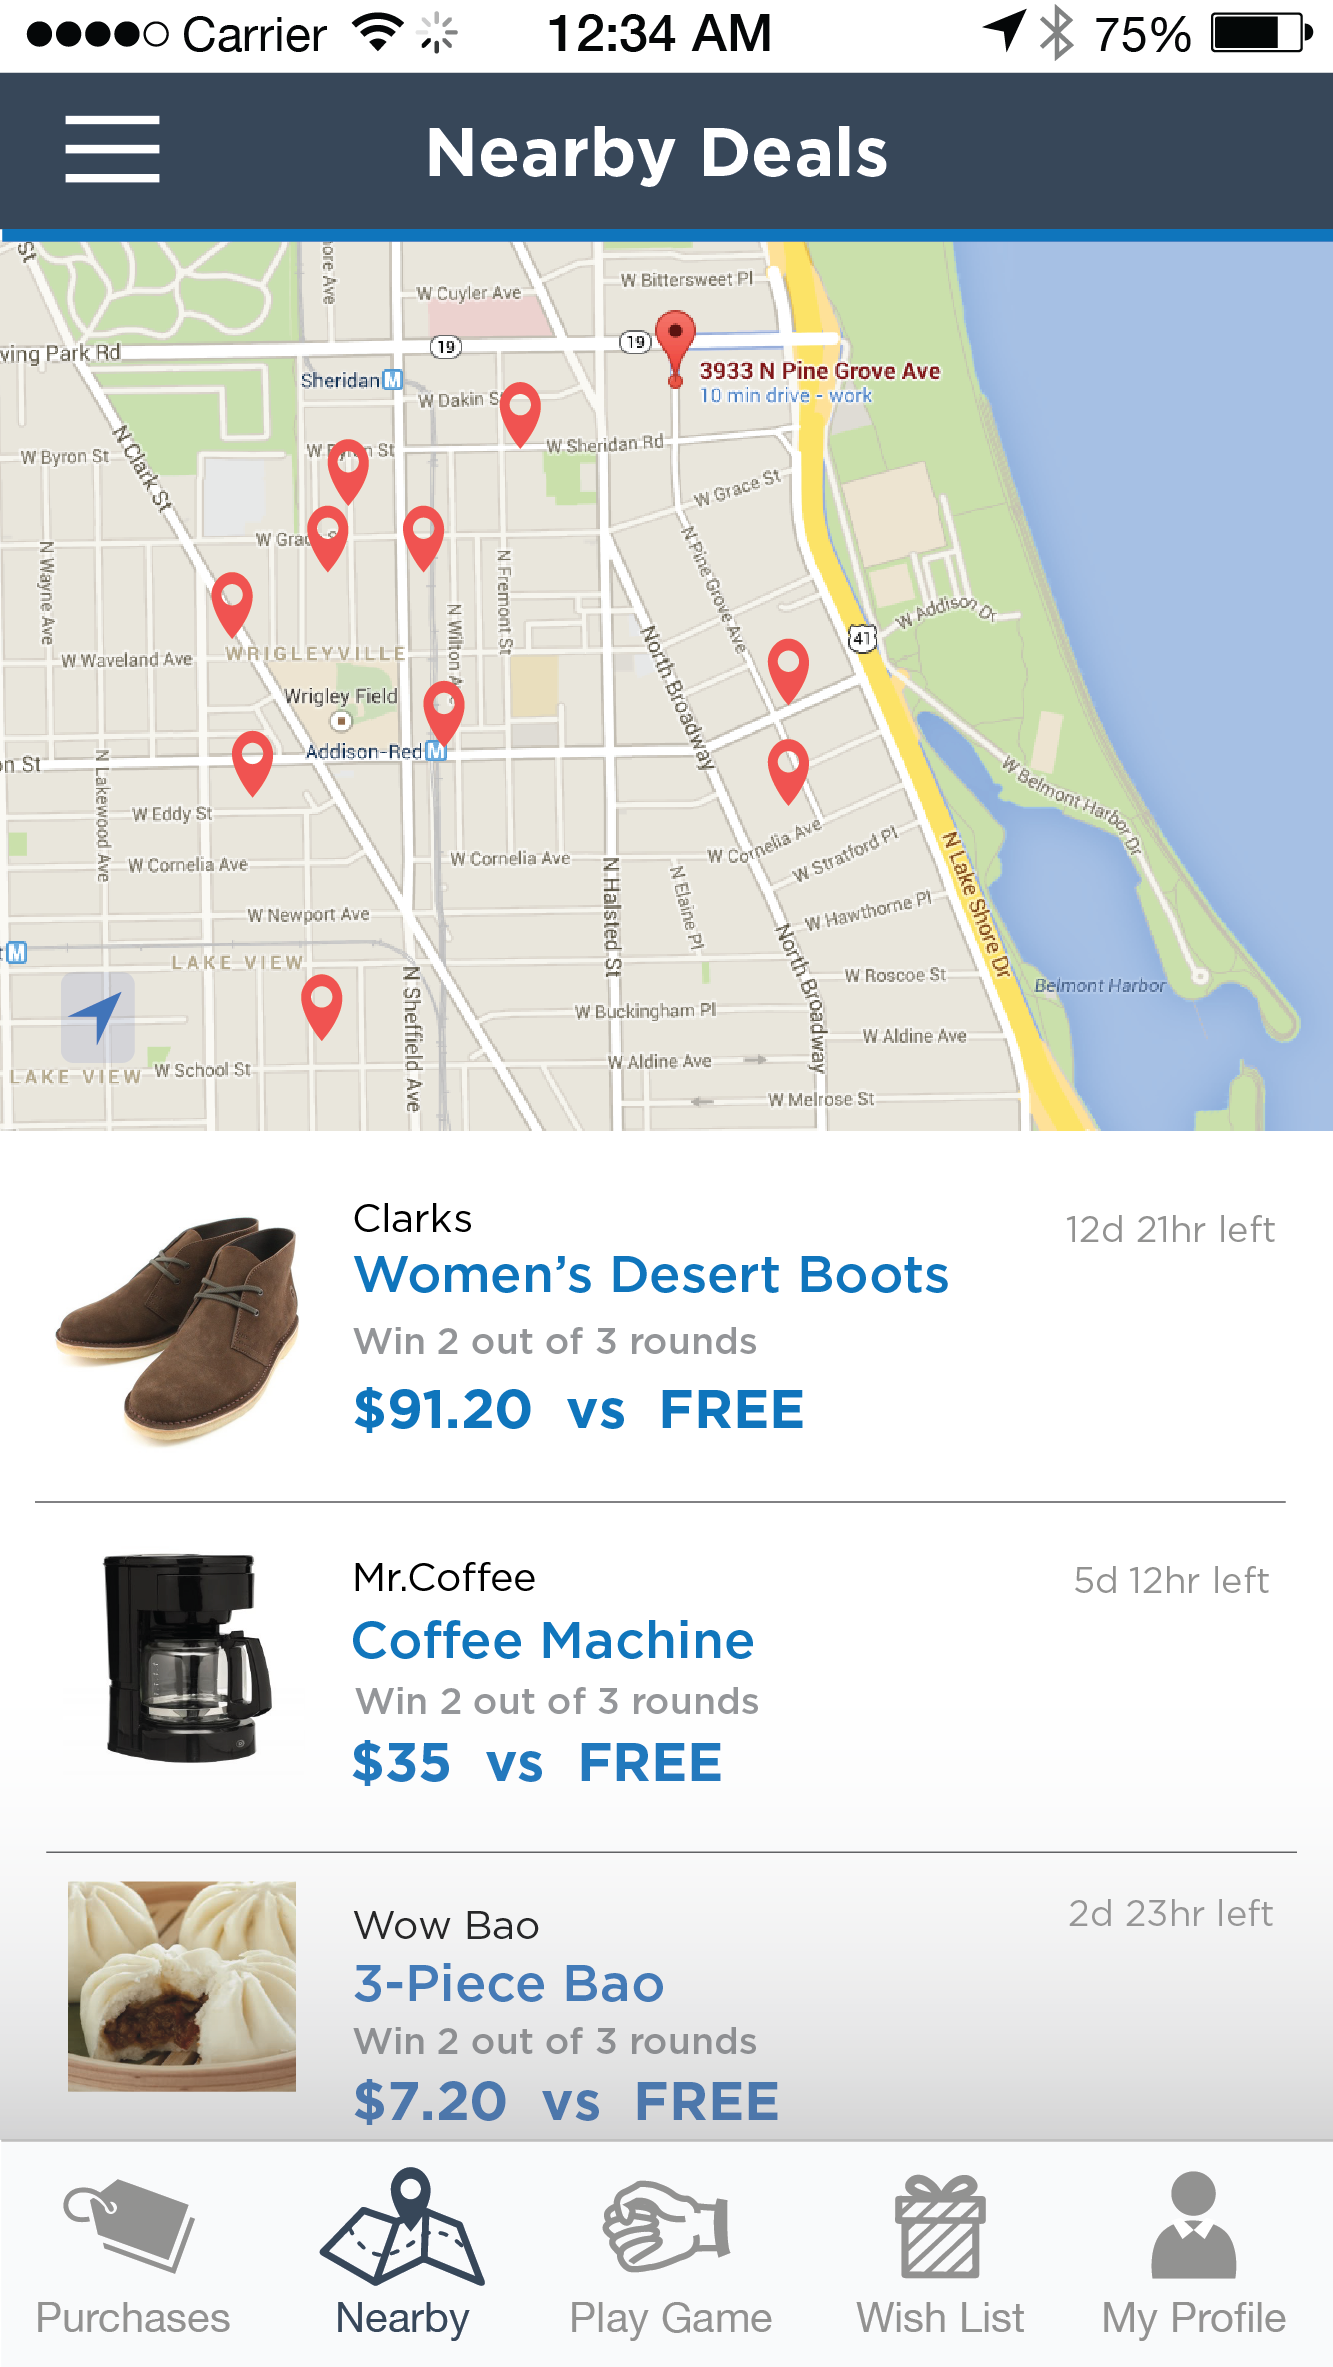 Carrier 12:34 AM 75%
Nearby Deals
St
ore Ave
W Bittersweet Pl
W Cuyler Ave
19
19
ving Park Rd
3933 N Pine Grove Ave
10 min drive - work
Sheridan M
W Dakin S
N Clark St
W Sheridan Rd
W Byron St
W Byron St
W Grace St
W Grac
N Pine Grove Ave
N Wayne Ave
N Fremont St
N Wilton A
W Addison Dr
41
North Broadway
WRIGLEYVILLE
W Waveland Ave
Wrigley Field
Addison-Red M
on St
N Lakewood Ave
W Belmont Harbor Dr
W Eddy St
W Cornelia Ave
W Cornelia Ave
W Cornelia Ave
W Stratford Pl
N Lake Shore Dr
N Halsted St
N Elaine Pl
W Hawthorne Pl
W Newport Ave
North Broadway
M
LAKE VIEW
N Sheffield Ave
W Roscoe St
Belmont Harbor
W Buckingham Pl
W Aldine Ave
W Aldine Ave
LAKE VIEW
W School St
W Melrose St
Clarks
12d 21hr left
Women’s Desert Boots
Win 2 out of 3 rounds
$91.20 vs FREE
Mr.Coffee
5d 12hr left
Coffee Machine
Win 2 out of 3 rounds
$35 vs FREE
Wow Bao
2d 23hr left
3-Piece Bao
Win 2 out of 3 rounds
$7.20 vs FREE
Purchases Nearby Play Game Wish List My Profile